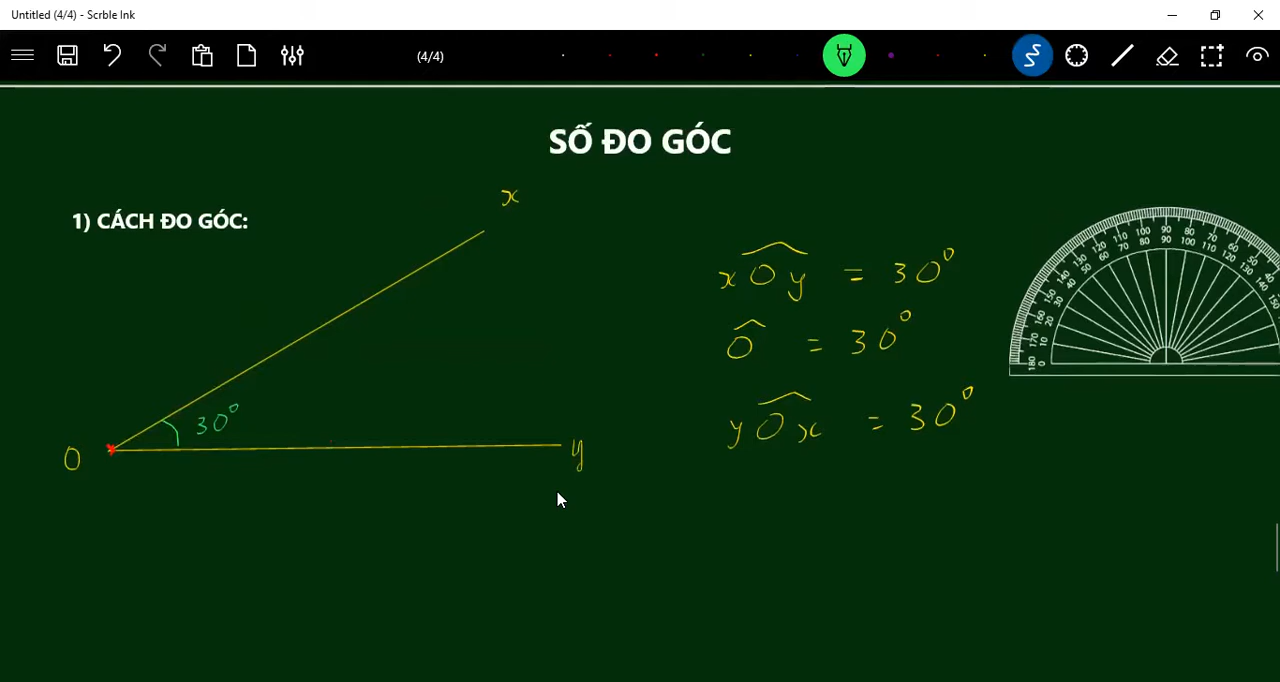 Untitled (4/4) - Scrble Ink
(4/4)
SỐ ĐO GÓC
1) CÁCH ĐO GÓC:
x
O
30°
y
xOy = 30°
O = 30°
yOx = 30°